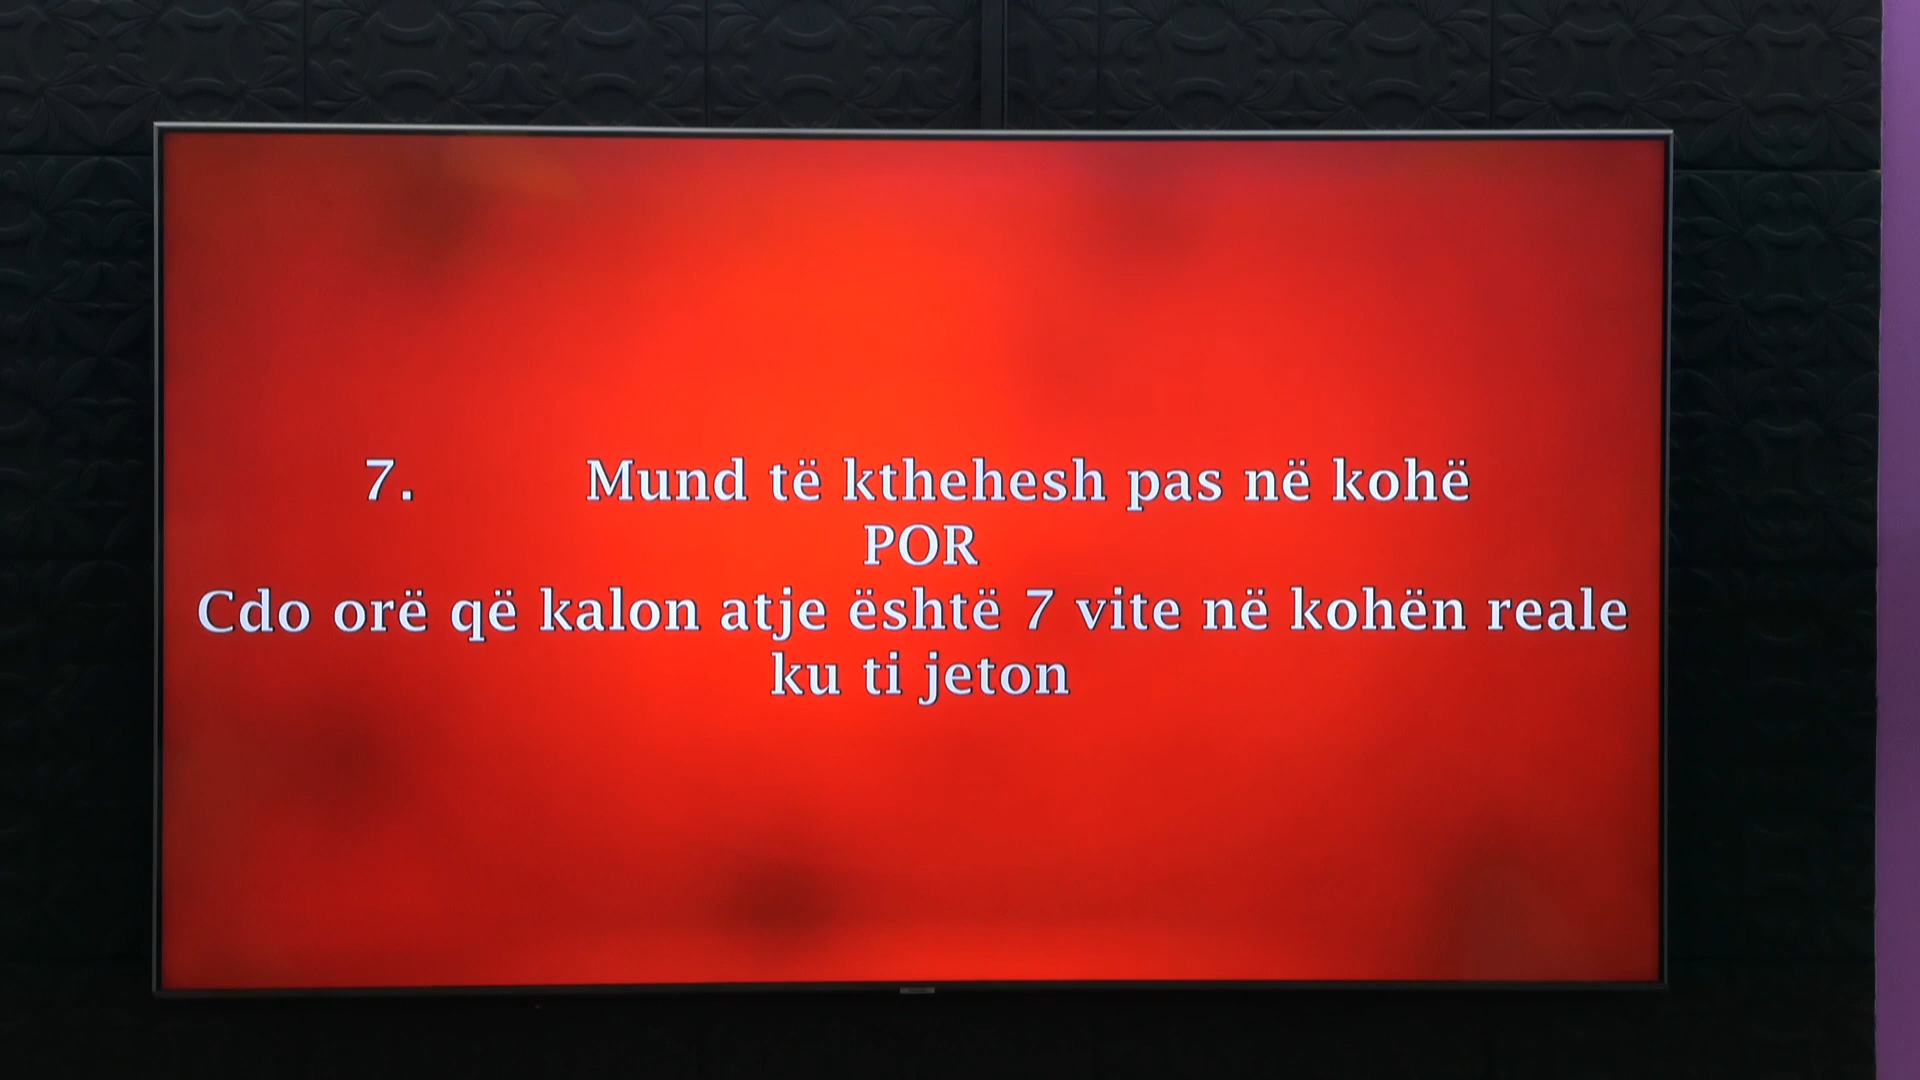 7. Mund të kthehesh pas në kohë
POR
Cdo orë që kalon atje është 7 vite në kohën reale
ku ti jeton